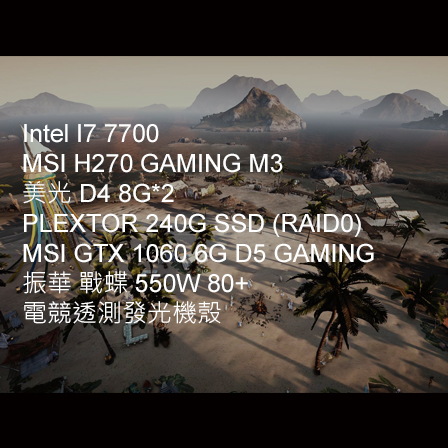 Intel I7 7700
MSI H270 GAMING M3
美光 D4 8G*2
PLEXTOR 240G SSD (RAID0)
MSI GTX 1060 6G D5 GAMING
振華 戰蝶 550W 80+
電競透測發光機殼